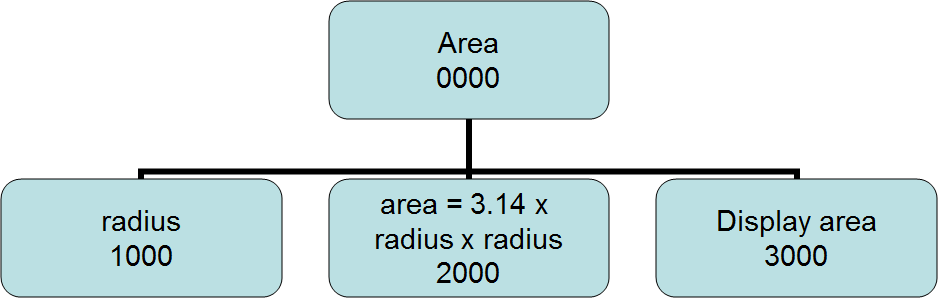 Area
0000
radius
1000
area = 3.14 x
radius x radius
2000
Display area
3000